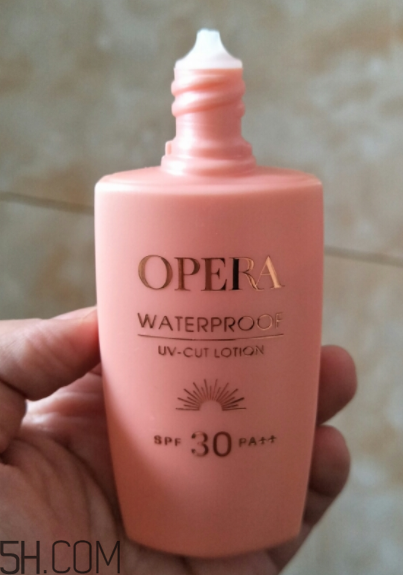 OPERA
WATERPROOF
UV-CUT LOTION
SPF 30 PA++
5H.COM